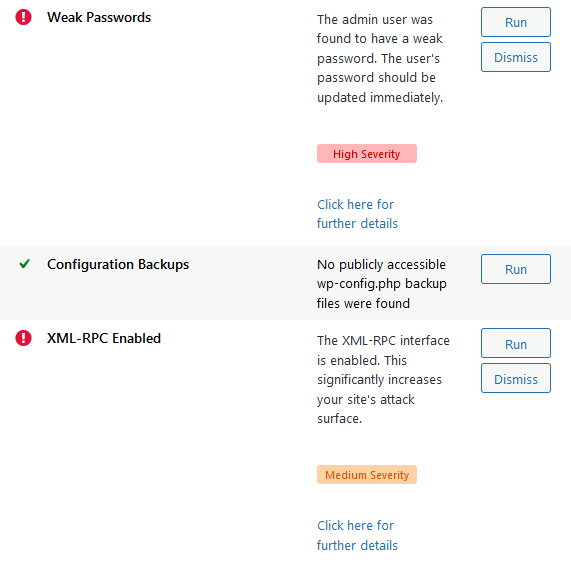 Weak Passwords
The admin user was
found to have a weak
password. The user's
password should be
updated immediately.
High Severity
Click here for
further details
Run
Dismiss
Configuration Backups
No publicly accessible
wp-config.php backup
files were found
Run
XML-RPC Enabled
The XML-RPC interface
is enabled. This
significantly increases
your site's attack
surface.
Medium Severity
Click here for
further details
Run
Dismiss